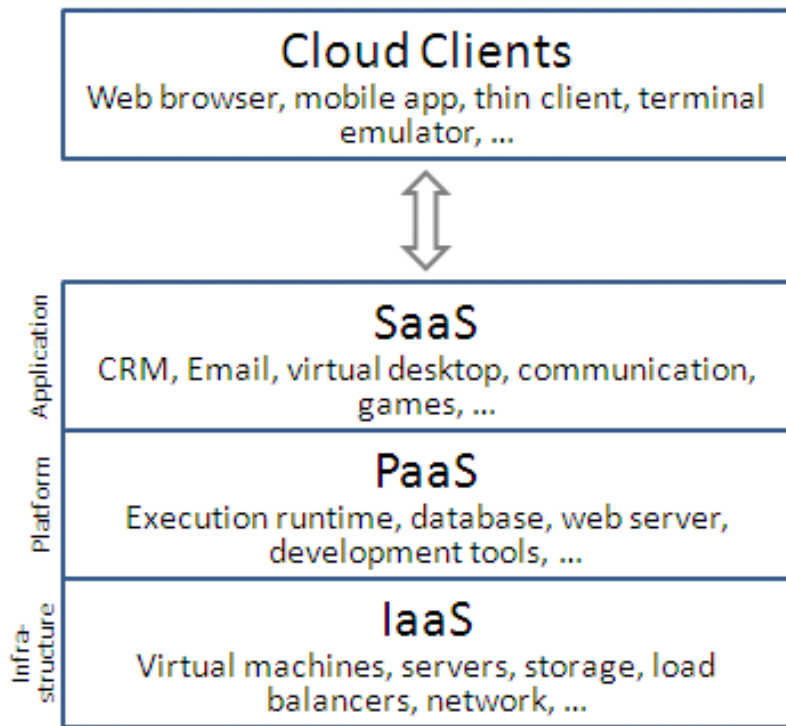 Cloud Clients
Web browser, mobile app, thin client, terminal
emulator, ...
Application
SaaS
CRM, Email, virtual desktop, communication,
games, ...
Platform
PaaS
Execution runtime, database, web server,
development tools, ...
Infra-
structure
IaaS
Virtual machines, servers, storage, load
balancers, network, ...